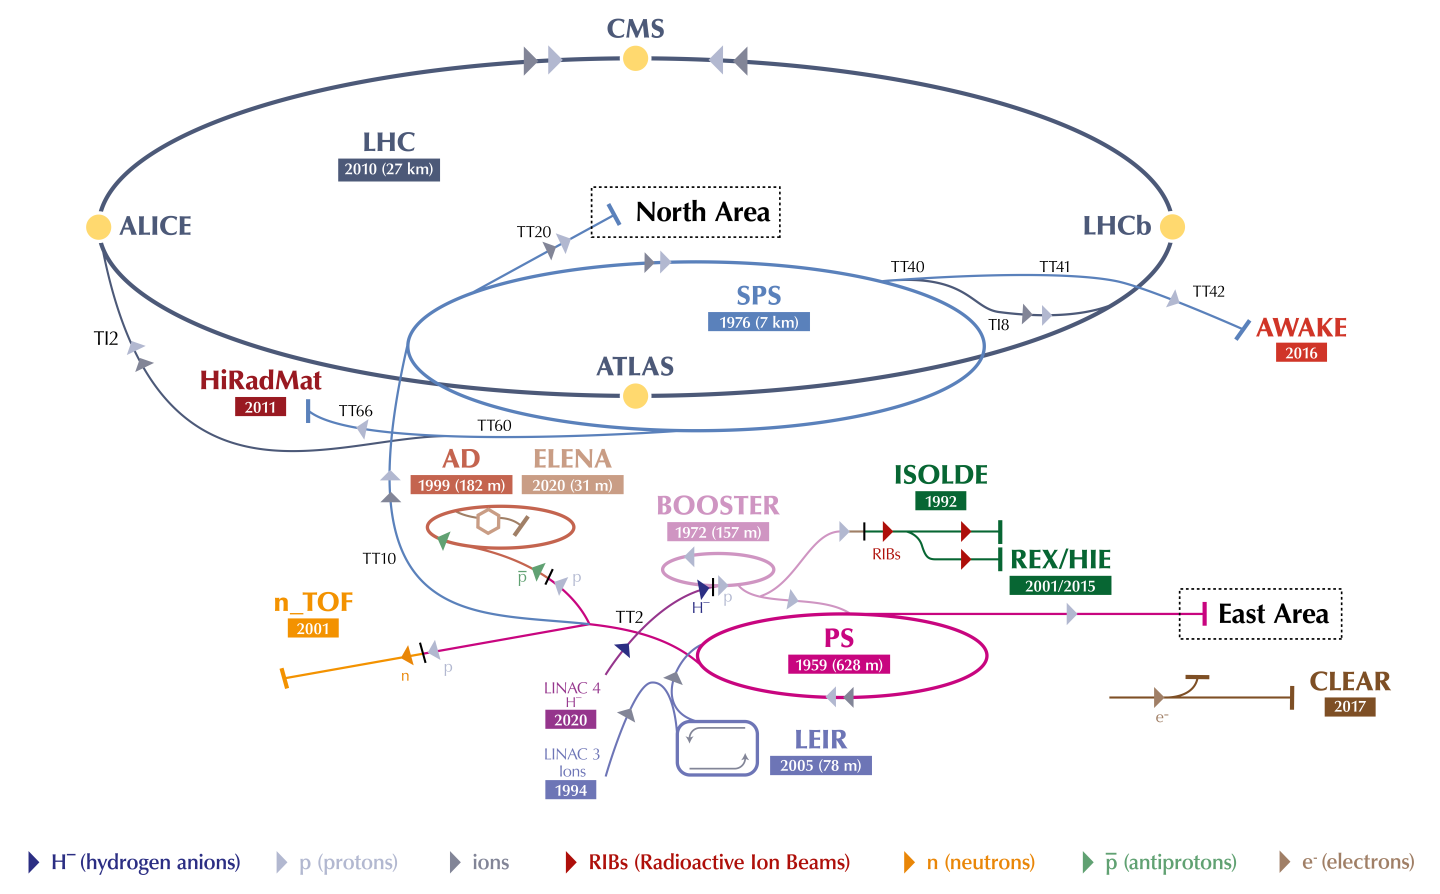 CMS
LHC
2010 (27 km)
North Area
ALICE
LHCb
TT20
TT40
TT41
SPS
TT42
1976 (7 km)
TI8
AWAKE
TI2
2016
ATLAS
HiRadMat
2011
TT66
TT60
AD
ELENA
1999 (182 m)
2020 (31 m)
ISOLDE
1992
BOOSTER
1972 (157 m)
RIBs
TT10
REX/HIE
2001/2015
p̅
p
H⁻
p
n_TOF
2001
TT2
East Area
PS
1959 (628 m)
p
n
LINAC 4
H⁻
2020
CLEAR
2017
e⁻
LEIR
2005 (78 m)
LINAC 3
Ions
1994
H⁻ (hydrogen anions)
p (protons)
ions
RIBs (Radioactive Ion Beams)
n (neutrons)
p̅ (antiprotons)
e⁻ (electrons)